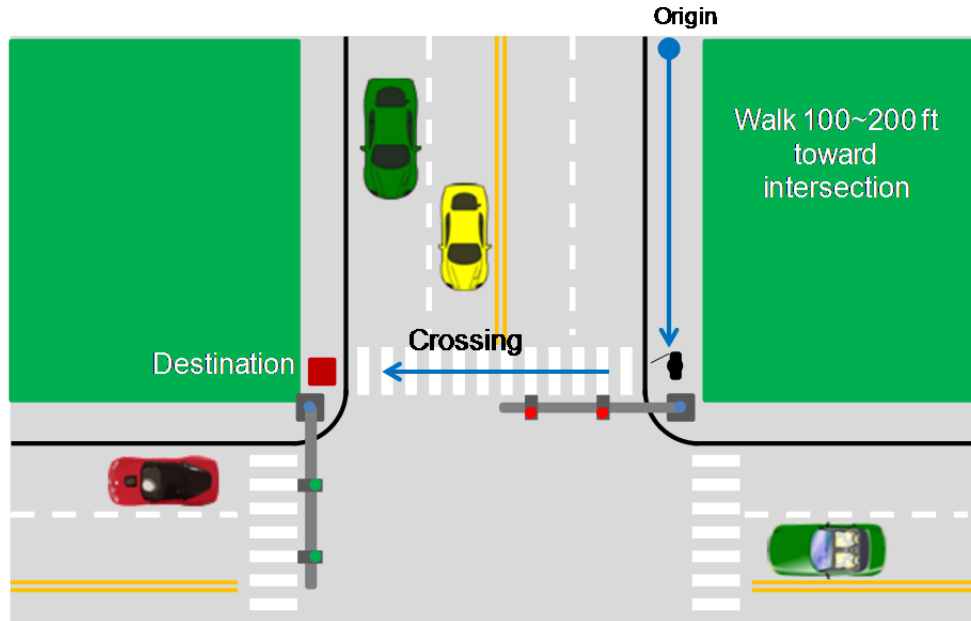 Origin
Walk 100~200 ft
toward
intersection
Crossing
Destination